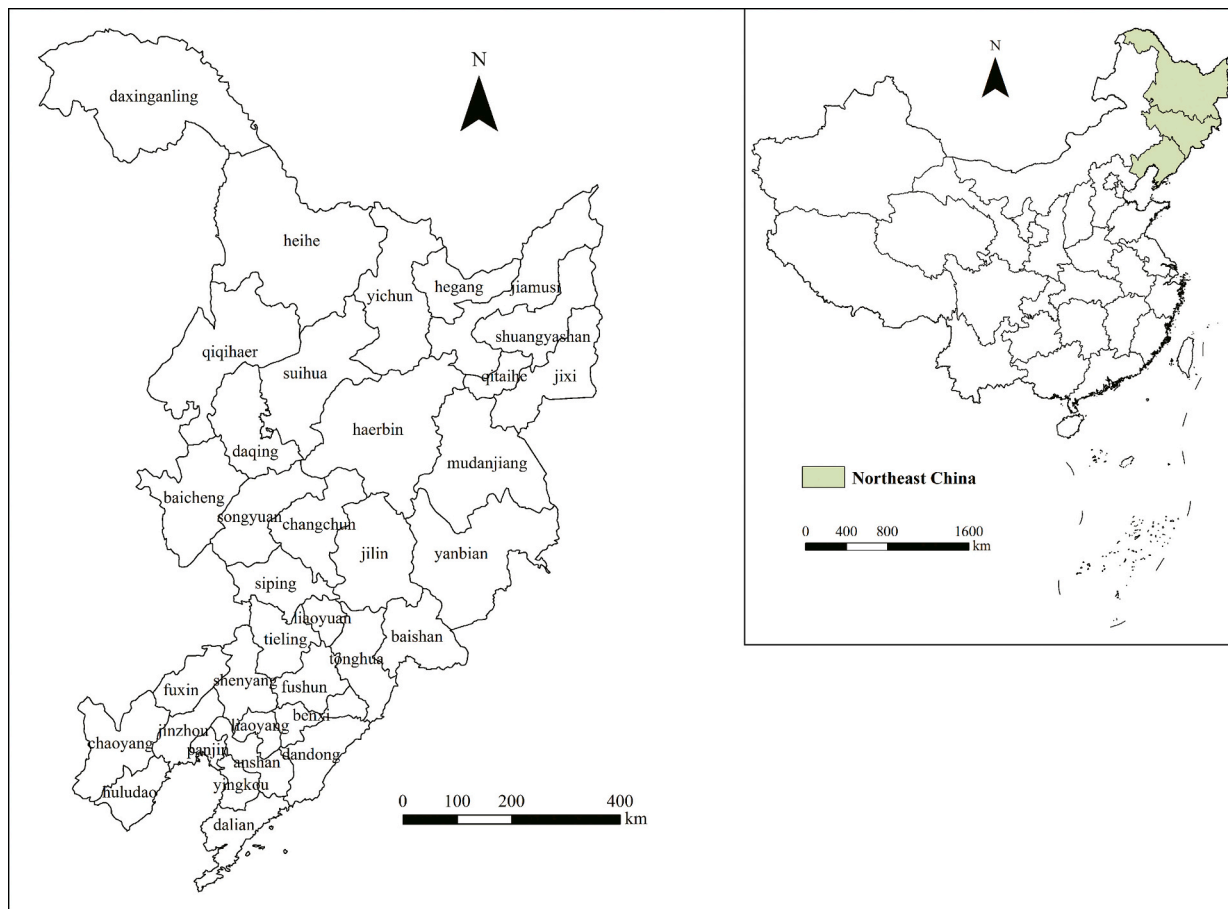 N
daxinganling
heihe
yichun
hegang
jiamusi
shuangyashan
qiqihaer
suihua
qitaihe
jixi
haerbin
daqing
mudanjiang
baicheng
songyuan
changchun
jilin
yanbian
siping
liaoyuan
tieling
baishan
tonghua
shenyang
fushun
fuxin
benxi
liaoyang
jinzhou
chaoyang
panjin
dandong
anshan
yingkou
huludao
dalian
0 100 200 400
km
N
Northeast China
0 400 800 1600
km